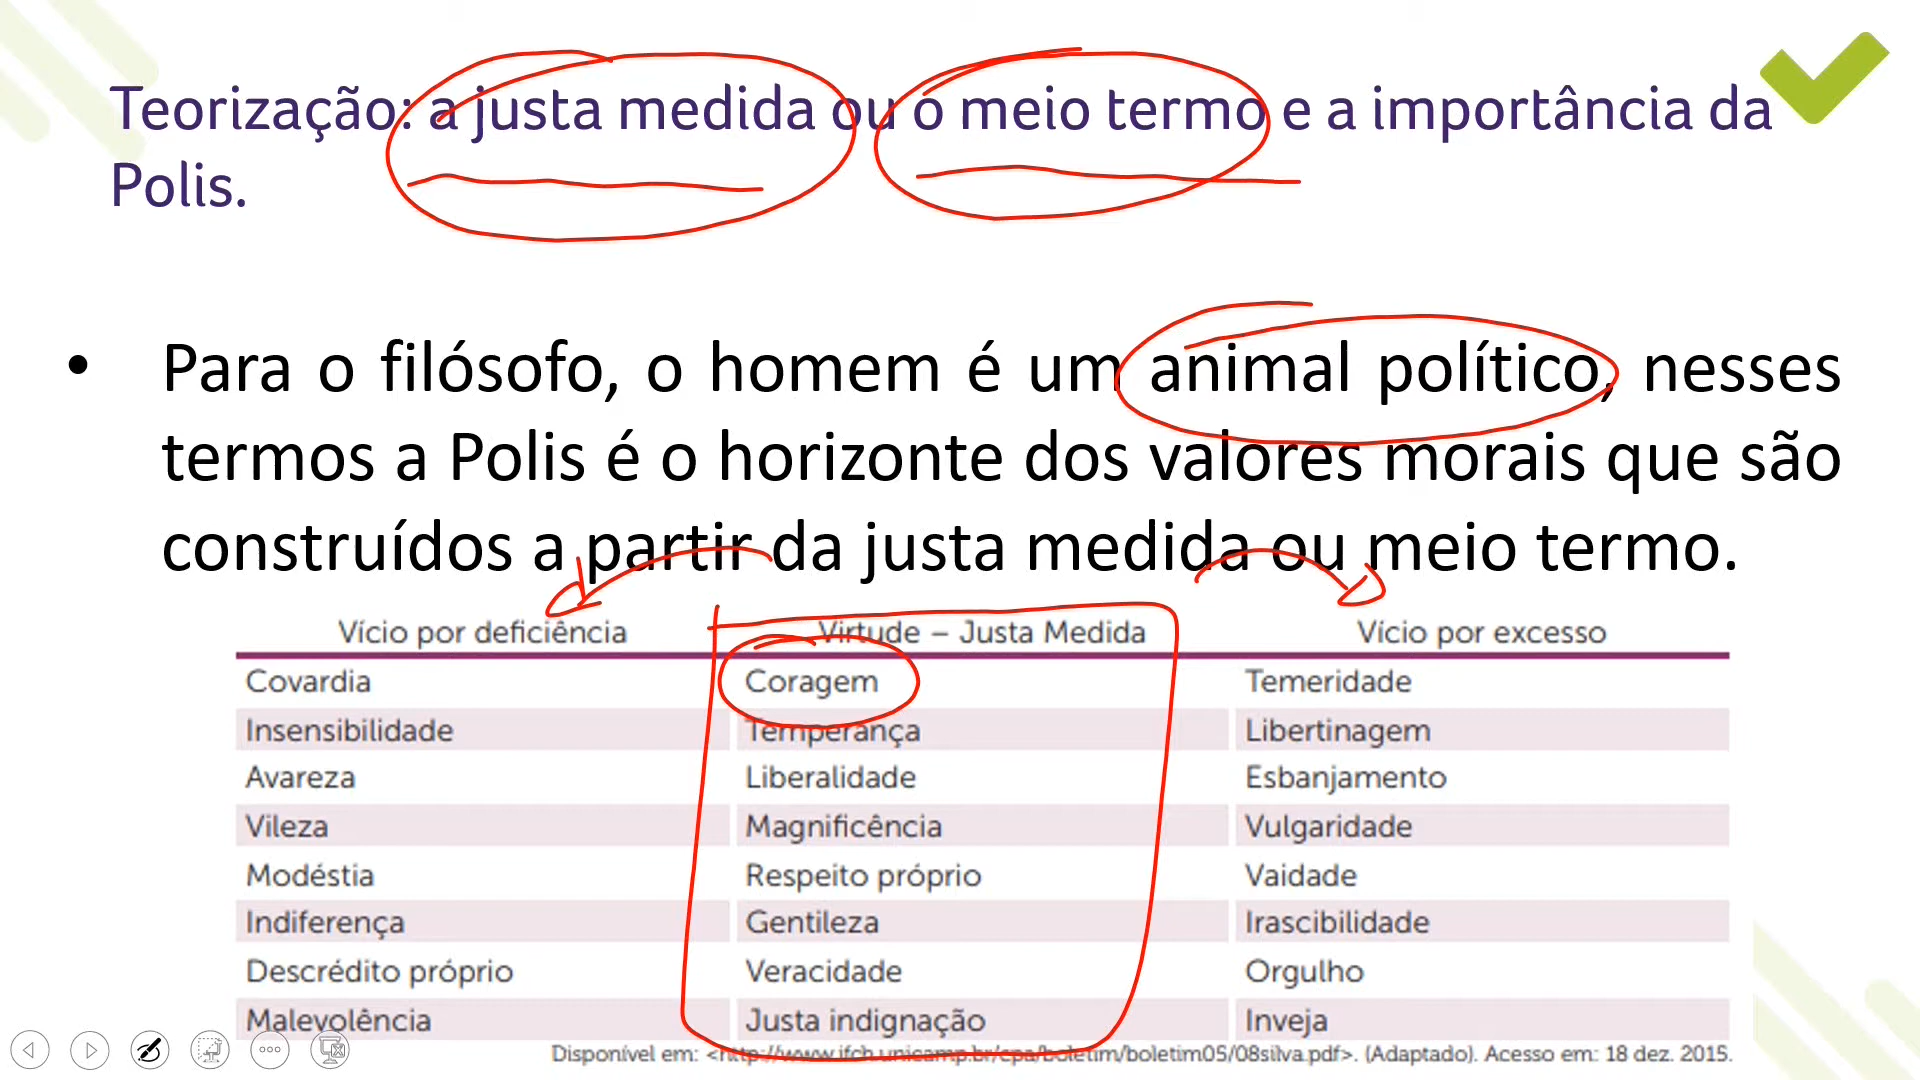 Teorização: a justa medida ou o meio termo e a importância da
Polis.
• Para o filósofo, o homem é um animal político, nesses
termos a Polis é o horizonte dos valores morais que são
construídos a partir da justa medida ou meio termo.
Vício por deficiência Virtude – Justa Medida Vício por excesso
Covardia Coragem Temeridade
Insensibilidade Temperança Libertinagem
Avareza Liberalidade Esbanjamento
Vileza Magnificência Vulgaridade
Modéstia Respeito próprio Vaidade
Indiferença Gentileza Irascibilidade
Descrédito próprio Veracidade Orgulho
Malevolência Justa indignação Inveja
Disponível em: <http://www.ifch.unicamp.br/cpa/boletim/boletim05/08silva.pdf>. (Adaptado). Acesso em: 18 dez. 2015.